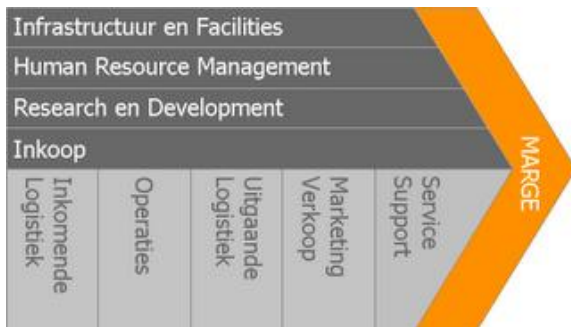 Infrastructuur en Facilities
Human Resource Management
Research en Development
Inkoop
Inkomende
Logistiek
Operaties
Uitgaande
Logistiek
Marketing
Verkoop
Service
Support
MARGE